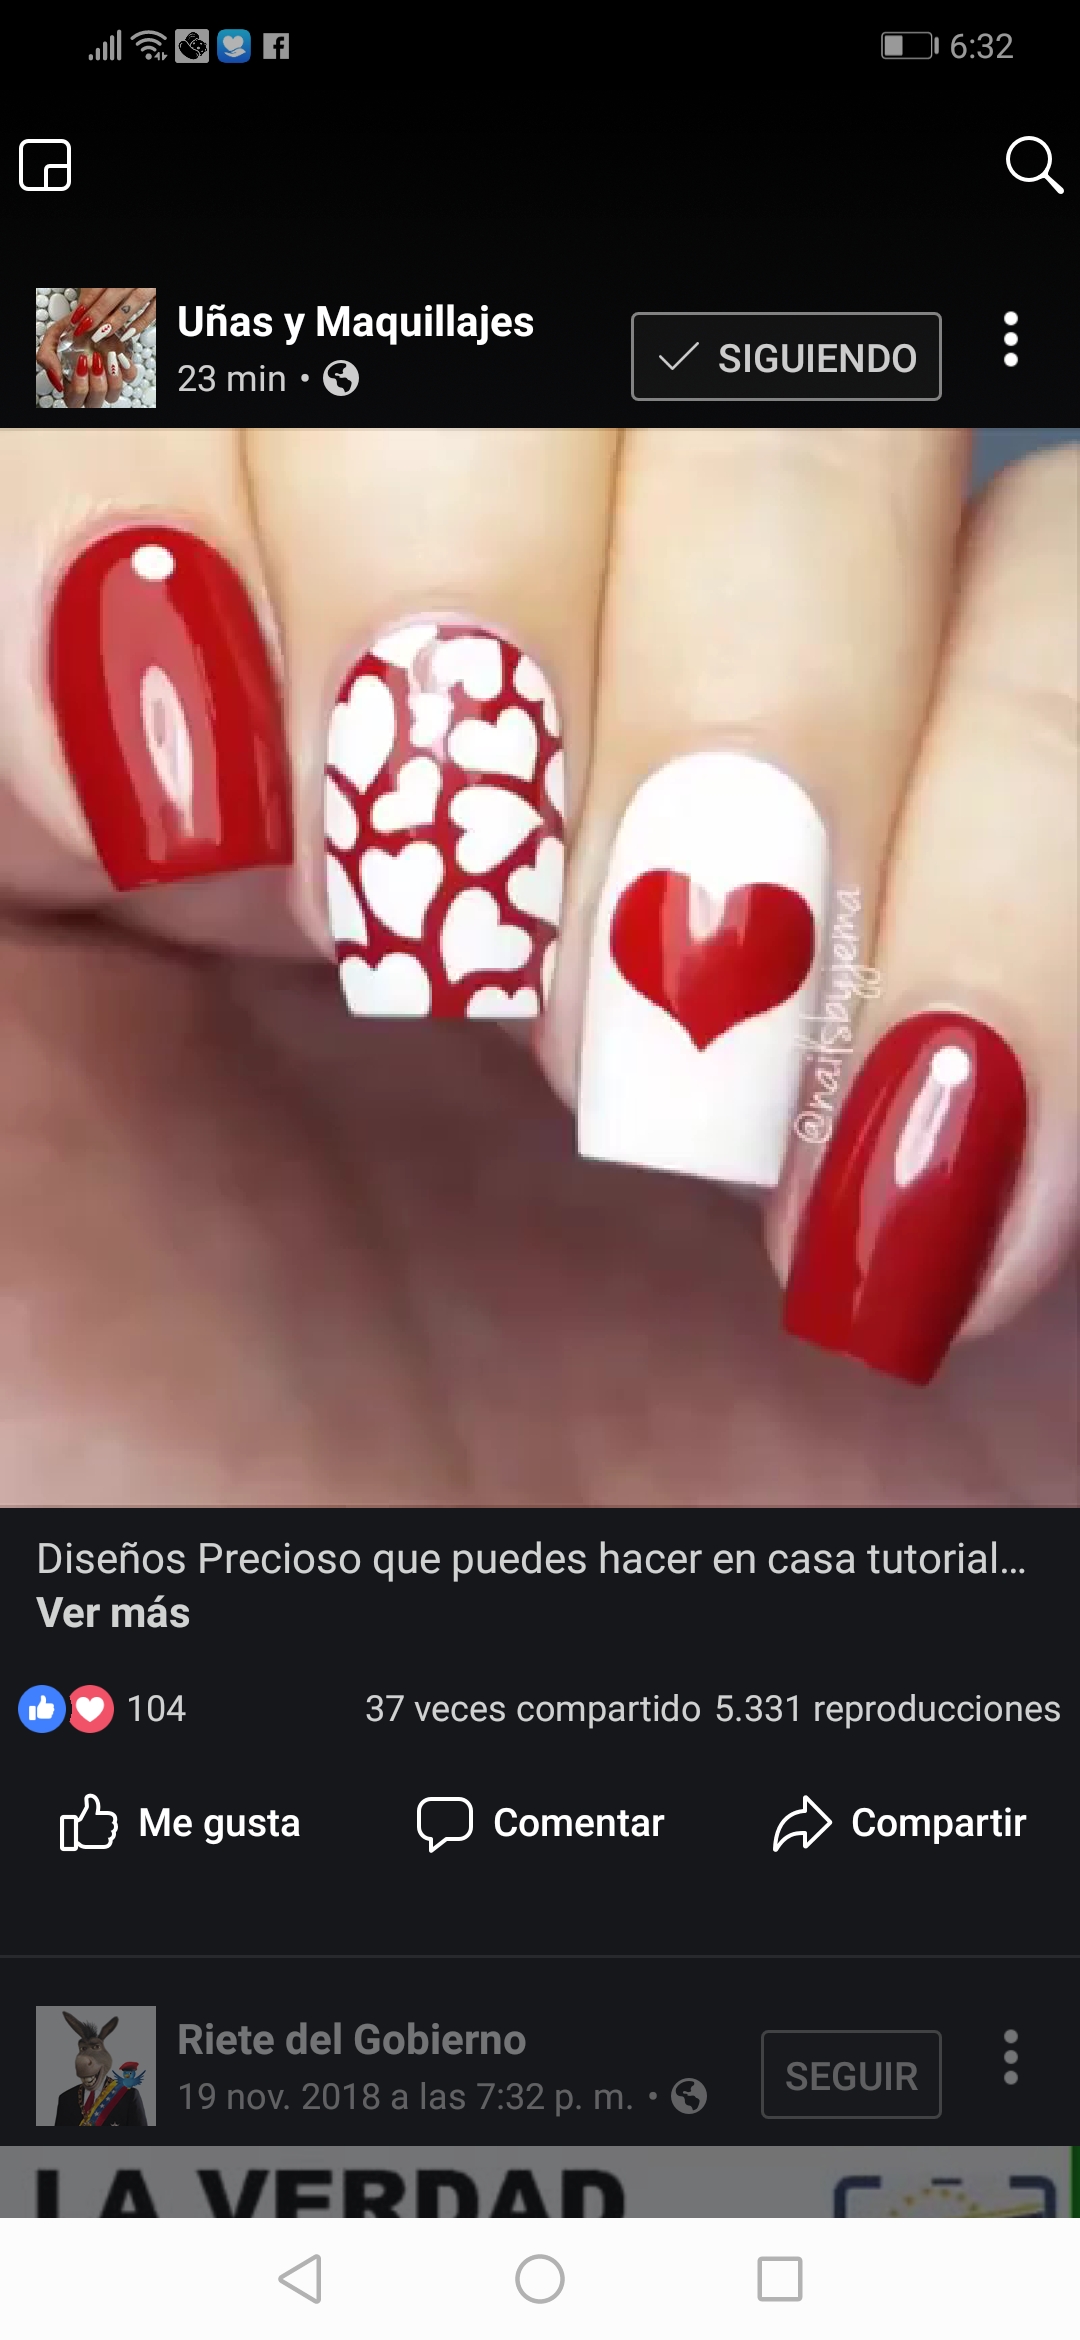 6:32
Uñas y Maquillajes
23 min •
SIGUIENDO
@nailsbyjema
Diseños Precioso que puedes hacer en casa tutorial...
Ver más
104
37 veces compartido 5.331 reproducciones
Me gusta Comentar Compartir
Riete del Gobierno
19 nov. 2018 a las 7:32 p. m. •
SEGUIR
LA VERDAD